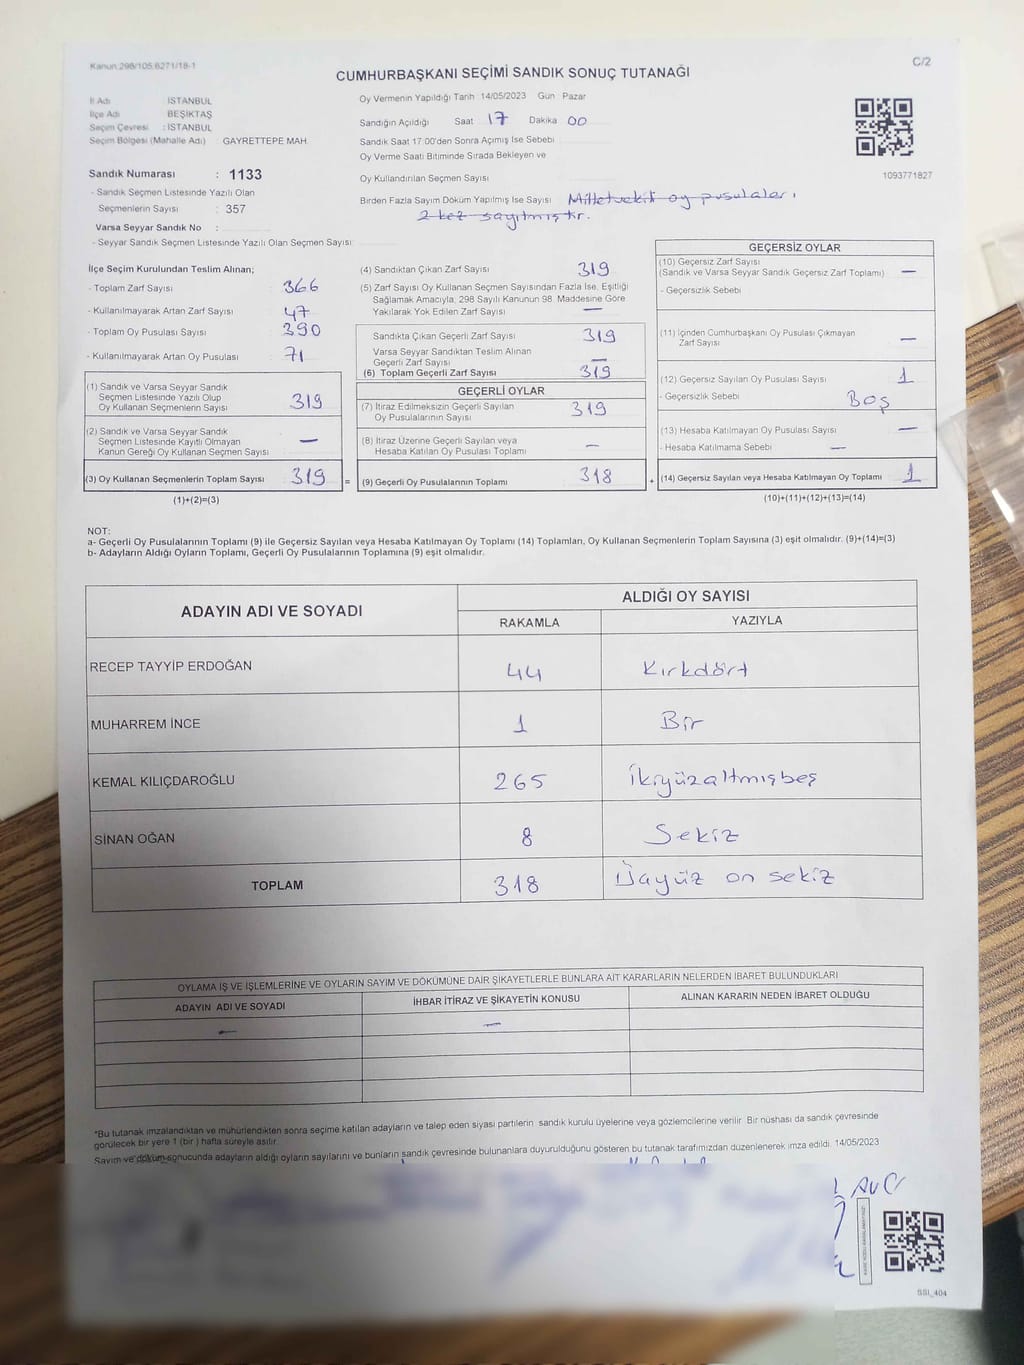 Kanun 298/105.6271/18-1
C/2
CUMHURBAŞKANI SEÇİMİ SANDIK SONUÇ TUTANAĞI
İl Adı İSTANBUL
İlçe Adı BEŞİKTAŞ
Seçim Çevresi : İSTANBUL
Seçim Bölgesi (Mahalle Adı) : GAYRETTEPE MAH.
Sandık Numarası : 1133
- Sandık Seçmen Listesinde Yazılı Olan
Seçmenlerin Sayısı : 357
Varsa Seyyar Sandık No :
- Seyyar Sandık Seçmen Listesinde Yazılı Olan Seçmen Sayısı:
Oy Vermenin Yapıldığı Tarih 14/05/2023 Gün Pazar
Sandığın Açıldığı Saat 17 Dakika 00
Sandık Saat 17:00'den Sonra Açımış İse Sebebi
Oy Verme Saati Bitiminde Sırada Bekleyen ve
Oy Kullandırılan Seçmen Sayısı
Birden Fazla Sayım Döküm Yapılmış İse Sayısı Milletvekili oy pusulaları
2 kez sayılmıştır.
1093771827
İlçe Seçim Kurulundan Teslim Alınan;
- Toplam Zarf Sayısı 366
- Kullanılmayarak Artan Zarf Sayısı 47
- Toplam Oy Pusulası Sayısı 390
- Kullanılmayarak Artan Oy Pusulası 71
(1) Sandık ve Varsa Seyyar Sandık
Seçmen Listesinde Yazılı Olup
Oy Kullanan Seçmenlerin Sayısı 319
(2) Sandık ve Varsa Seyyar Sandık
Seçmen Listesinde Kayıtlı Olmayan
Kanun Gereği Oy Kullanan Seçmen Sayısı —
(3) Oy Kullanan Seçmenlerin Toplam Sayısı 319 =
(1)+(2)=(3)
(4) Sandıktan Çıkan Zarf Sayısı 319
(5) Zarf Sayısı Oy Kullanan Seçmen Sayısından Fazla İse, Eşitliği
Sağlamak Amacıyla, 298 Sayılı Kanunun 98. Maddesine Göre
Yakılarak Yok Edilen Zarf Sayısı —
Sandıkta Çıkan Geçerli Zarf Sayısı 319
Varsa Seyyar Sandıktan Teslim Alınan
Geçerli Zarf Sayısı —
(6) Toplam Geçerli Zarf Sayısı 319
GEÇERLİ OYLAR
(7) İtiraz Edilmeksizin Geçerli Sayılan
Oy Pusulalarının Sayısı 319
(8) İtiraz Üzerine Geçerli Sayılan veya
Hesaba Katılan Oy Pusulası Toplamı —
(9) Geçerli Oy Pusulalarının Toplamı 318 +
GEÇERSİZ OYLAR
(10) Geçersiz Zarf Sayısı
(Sandık ve Varsa Seyyar Sandık Geçersiz Zarf Toplamı) —
- Geçersizlik Sebebi
(11) İçinden Cumhurbaşkanı Oy Pusulası Çıkmayan
Zarf Sayısı —
(12) Geçersiz Sayılan Oy Pusulası Sayısı 1
- Geçersizlik Sebebi Boş
(13) Hesaba Katılmayan Oy Pusulası Sayısı —
- Hesaba Katılmama Sebebi —
(14) Geçersiz Sayılan veya Hesaba Katılmayan Oy Toplamı 1
(10)+(11)+(12)+(13)=(14)
NOT:
a- Geçerli Oy Pusulalarının Toplamı (9) ile Geçersiz Sayılan veya Hesaba Katılmayan Oy Toplamı (14) Toplamları, Oy Kullanan Seçmenlerin Toplam Sayısına (3) eşit olmalıdır. (9)+(14)=(3)
b- Adayların Aldığı Oyların Toplamı, Geçerli Oy Pusulalarının Toplamına (9) eşit olmalıdır.
ADAYIN ADI VE SOYADI ALDIĞI OY SAYISI
RAKAMLA YAZIYLA
RECEP TAYYİP ERDOĞAN 44 Kırkdört
MUHARREM İNCE 1 Bir
KEMAL KILIÇDAROĞLU 265 İkiyüzaltmışbeş
SİNAN OĞAN 8 Sekiz
TOPLAM 318 Üçyüz on sekiz
OYLAMA İŞ VE İŞLEMLERİNE VE OYLARIN SAYIM VE DÖKÜMÜNE DAİR ŞİKAYETLERLE BUNLARA AİT KARARLARIN NELERDEN İBARET BULUNDUKLARI
ADAYIN ADI VE SOYADI İHBAR İTİRAZ VE ŞİKAYETİN KONUSU ALINAN KARARIN NEDEN İBARET OLDUĞU
— —
*Bu tutanak imzalandıktan ve mühürlendikten sonra seçime katılan adayların ve talep eden siyasi partilerin sandık kurulu üyelerine veya gözlemcilerine verilir. Bir nüshası da sandık çevresinde
görülecek bir yere 1 (bir) hafta süreyle asılır.
Sayım ve döküm sonucunda adayların aldığı oyların sayılarını ve bunların sandık çevresinde bulunanlara duyurulduğunu gösteren bu tutanak tarafımızdan düzenlenerek imza edildi. 14/05/2023
SSI_404